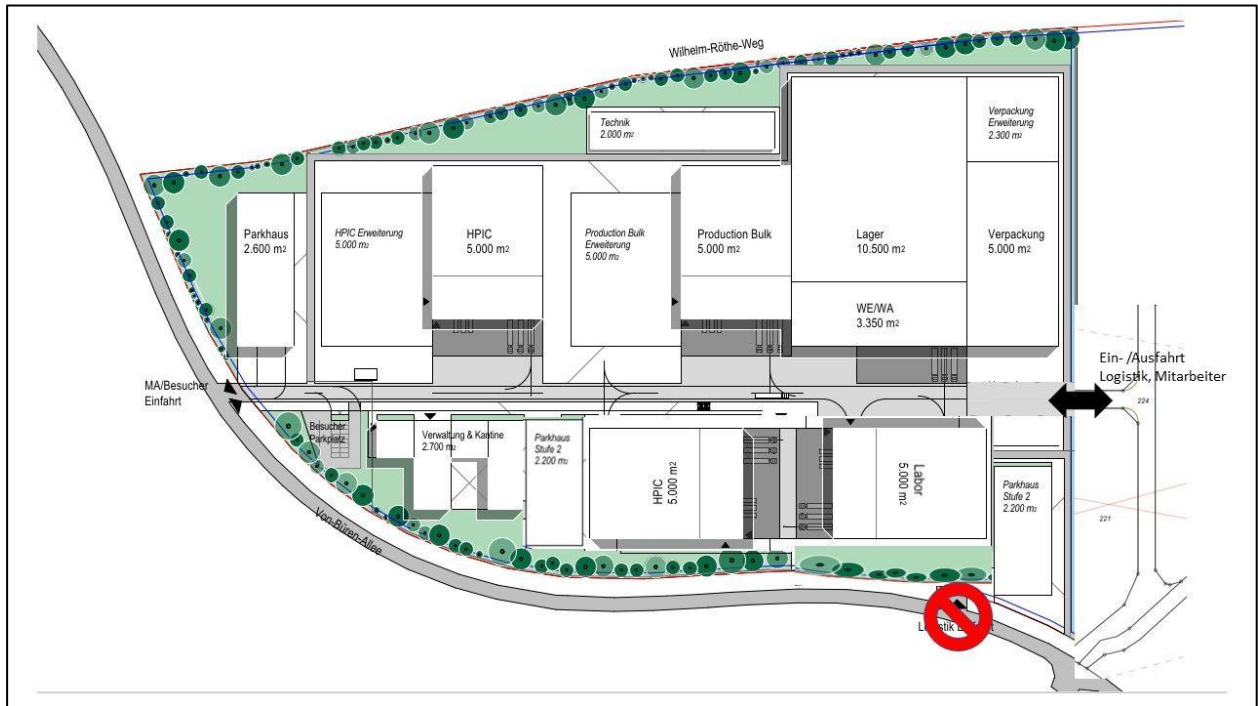 Wilhelm-Röthe-Weg
Technik
2.000 m²
Verpackung
Erweiterung
2.300 m²
Parkhaus
2.600 m²
HPIC Erweiterung
5.000 m²
HPIC
5.000 m²
Production Bulk
Erweiterung
5.000 m²
Production Bulk
5.000 m²
Lager
10.500 m²
Verpackung
5.000 m²
WE/WA
3.350 m²
Ein- /Ausfahrt
Logistik, Mitarbeiter
224
MA/Besucher
Einfahrt
Besucher
Parkplatz
Verwaltung & Kantine
2.700 m²
Parkhaus
Stufe 2
2.200 m²
HPIC
5.000 m²
Labor
5.000 m²
Parkhaus
Stufe 2
2.200 m²
221
Von-Büren-Allee